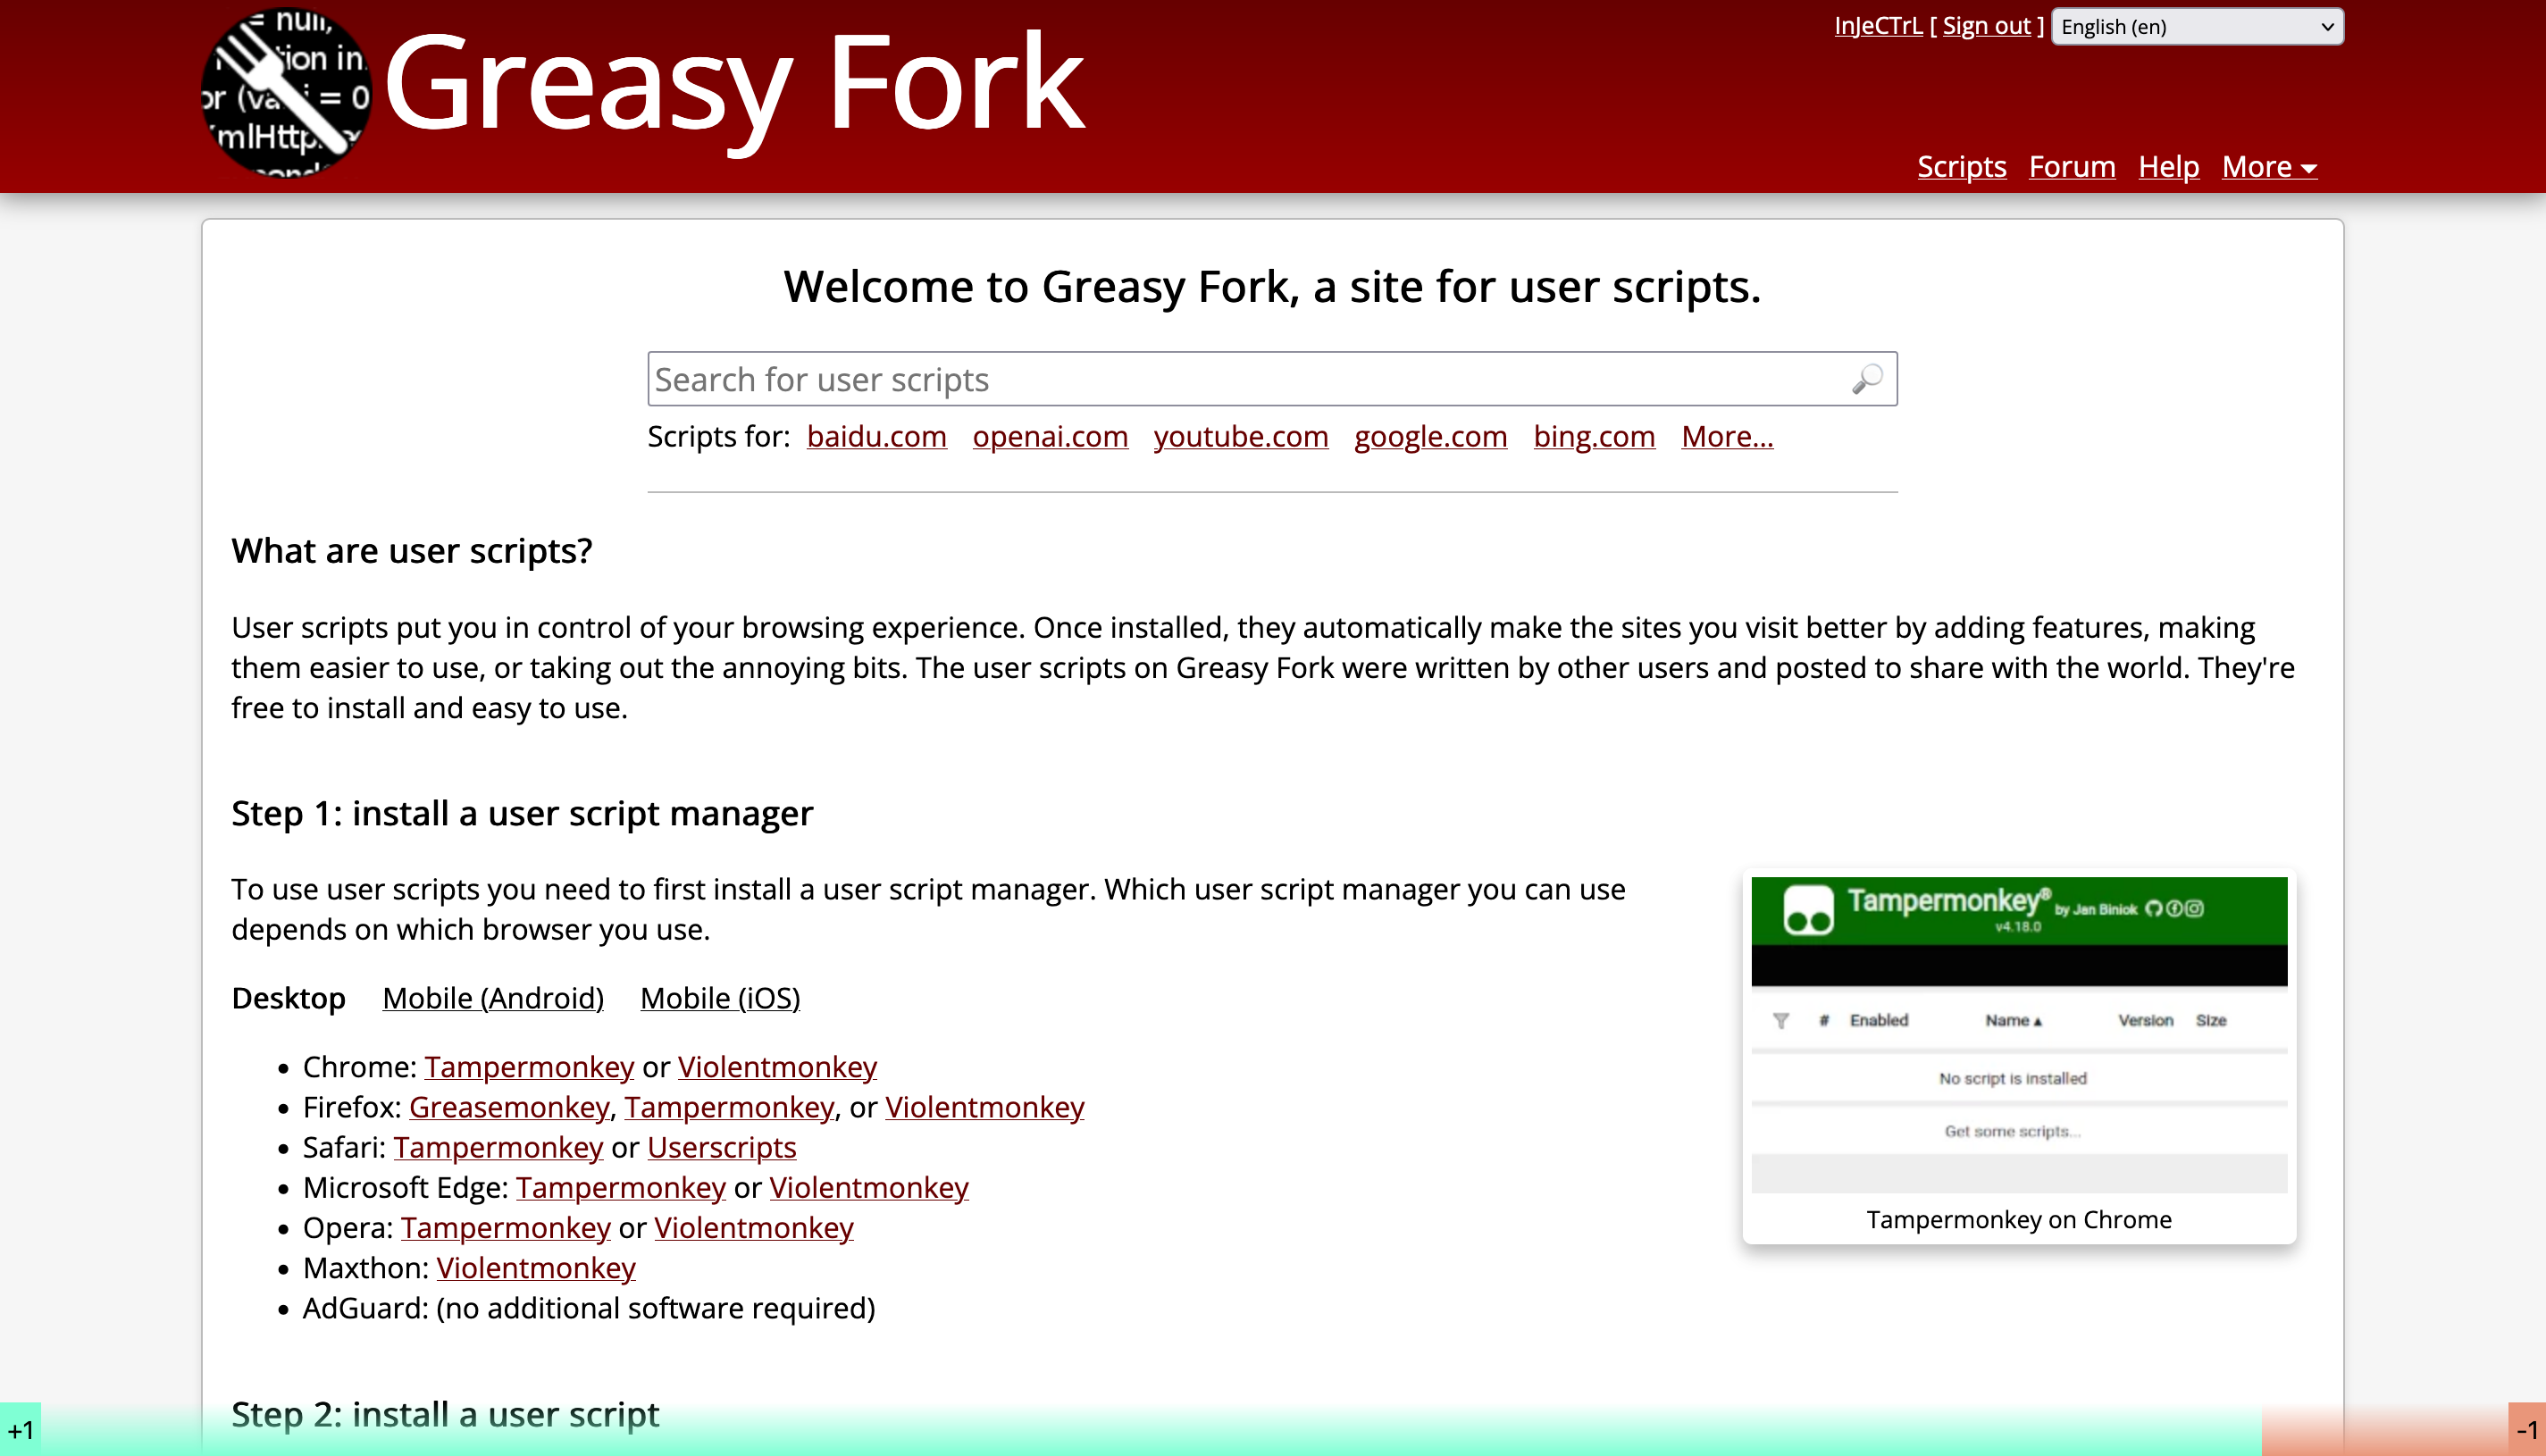 = null,
ion in
or (va i = 0
mlHttp
Greasy Fork
InJeCTrL [ Sign out ] English (en)
Scripts Forum Help More
Welcome to Greasy Fork, a site for user scripts.
Search for user scripts
Scripts for: baidu.com openai.com youtube.com google.com bing.com More...
What are user scripts?
User scripts put you in control of your browsing experience. Once installed, they automatically make the sites you visit better by adding features, making
them easier to use, or taking out the annoying bits. The user scripts on Greasy Fork were written by other users and posted to share with the world. They're
free to install and easy to use.
Step 1: install a user script manager
To use user scripts you need to first install a user script manager. Which user script manager you can use
depends on which browser you use.
Desktop Mobile (Android) Mobile (iOS)
• Chrome: Tampermonkey or Violentmonkey
• Firefox: Greasemonkey, Tampermonkey, or Violentmonkey
• Safari: Tampermonkey or Userscripts
• Microsoft Edge: Tampermonkey or Violentmonkey
• Opera: Tampermonkey or Violentmonkey
• Maxthon: Violentmonkey
• AdGuard: (no additional software required)
Tampermonkey® by Jan Biniok
v4.18.0
# Enabled Name ▲ Version Size
No script is installed
Get some scripts...
Tampermonkey on Chrome
Step 2: install a user script
+1
-1